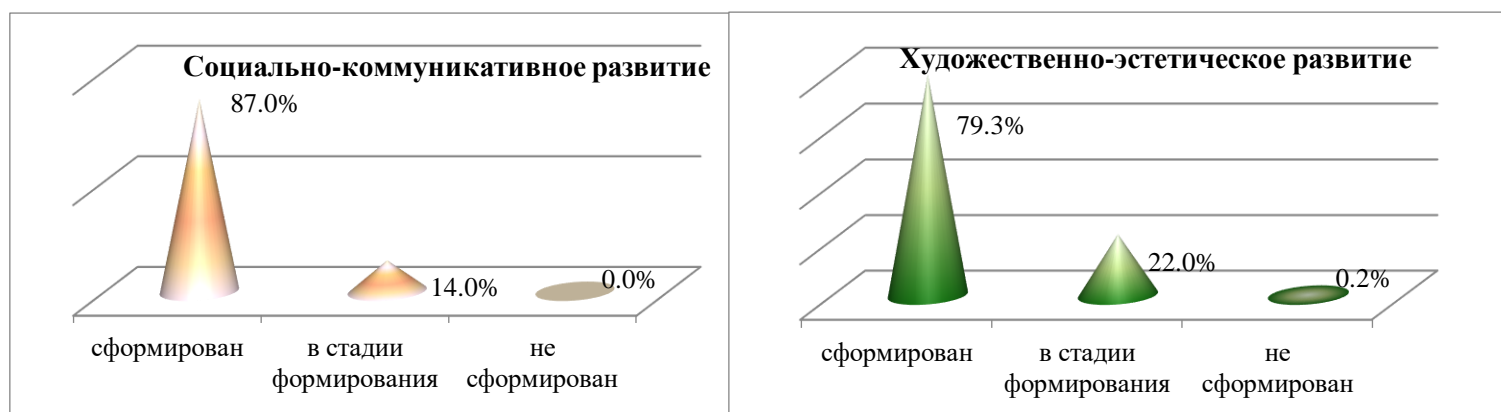 Социально-коммуникативное развитие
87.0%
14.0%
0.0%
сформирован
в стадии
формирования
не
сформирован
Художественно-эстетическое развитие
79.3%
22.0%
0.2%
сформирован
в стадии
формирования
не
сформирован